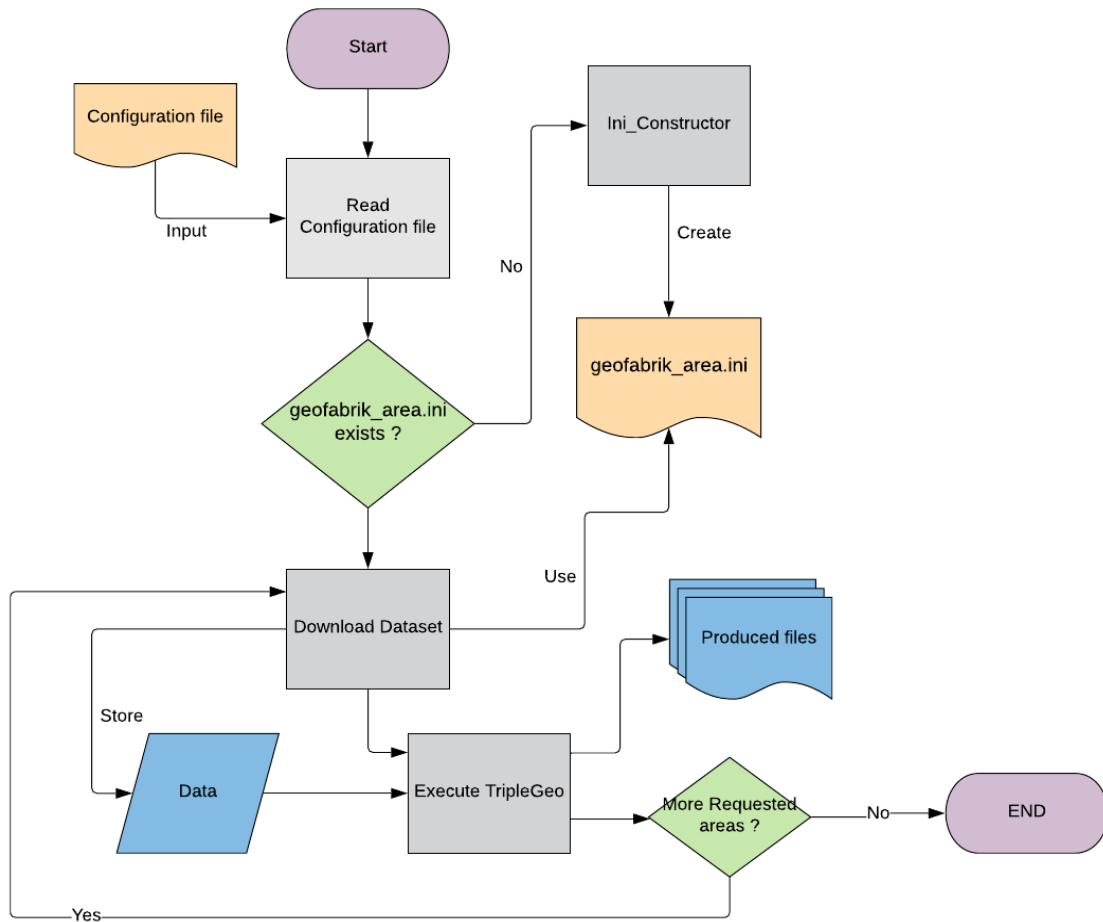 Start
Configuration file
Ini_Constructor
Read
Configuration file
Input
Create
No
geofabrik_area.ini
geofabrik_area.ini
exists ?
Use
Download Dataset
Produced files
Store
Data
Execute TripleGeo
More Requested
areas ?
No
END
Yes